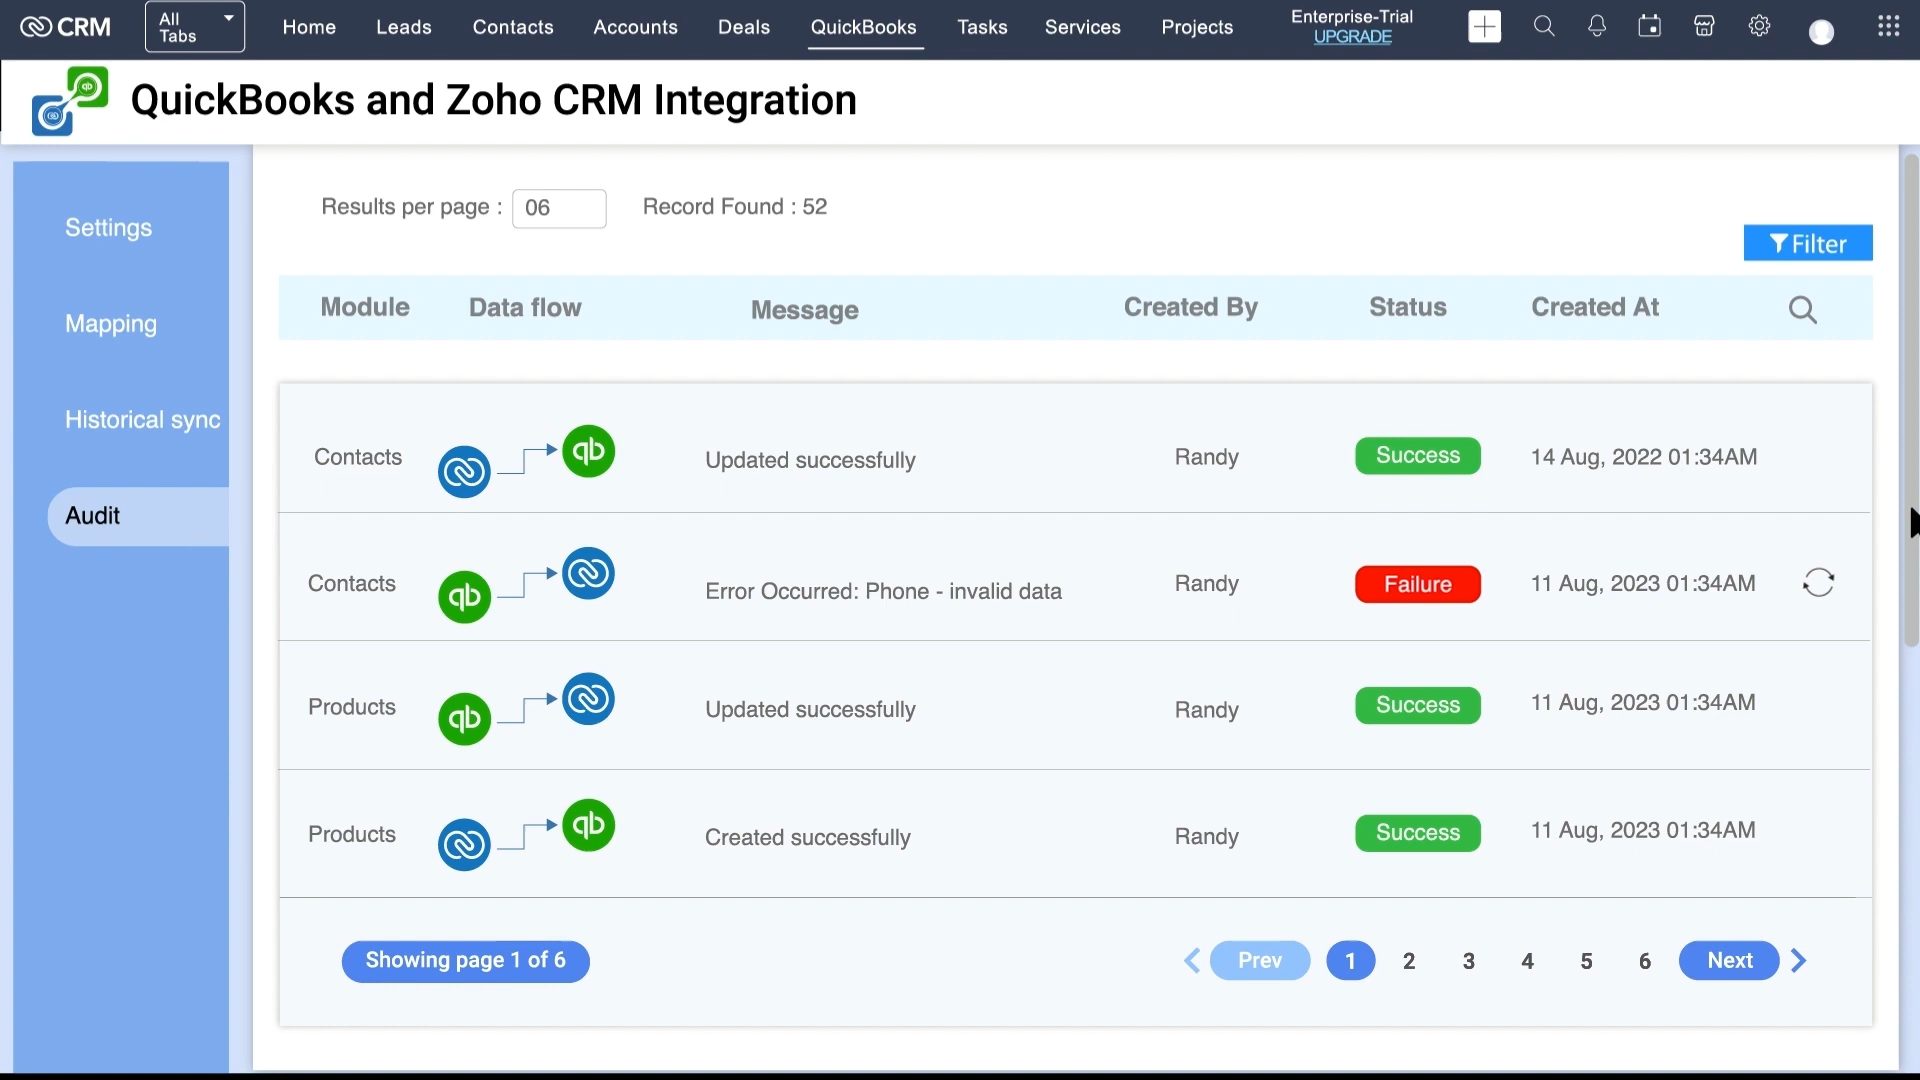 CRM
All Tabs
Home Leads Contacts Accounts Deals QuickBooks Tasks Services Projects
Enterprise-Trial
UPGRADE
QuickBooks and Zoho CRM Integration
Settings
Mapping
Historical sync
Audit
Results per page : 06 Record Found : 52
Filter
Module Data flow Message Created By Status Created At
Contacts qb Updated successfully Randy Success 14 Aug, 2022 01:34AM
Contacts qb Error Occurred: Phone - invalid data Randy Failure 11 Aug, 2023 01:34AM
Products qb Updated successfully Randy Success 11 Aug, 2023 01:34AM
Products qb Created successfully Randy Success 11 Aug, 2023 01:34AM
Showing page 1 of 6 Prev 1 2 3 4 5 6 Next